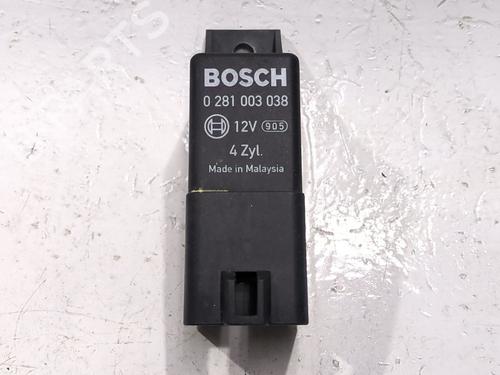 BOSCH
0 281 003 038
12V 905
4 Zyl.
Made in Malaysia